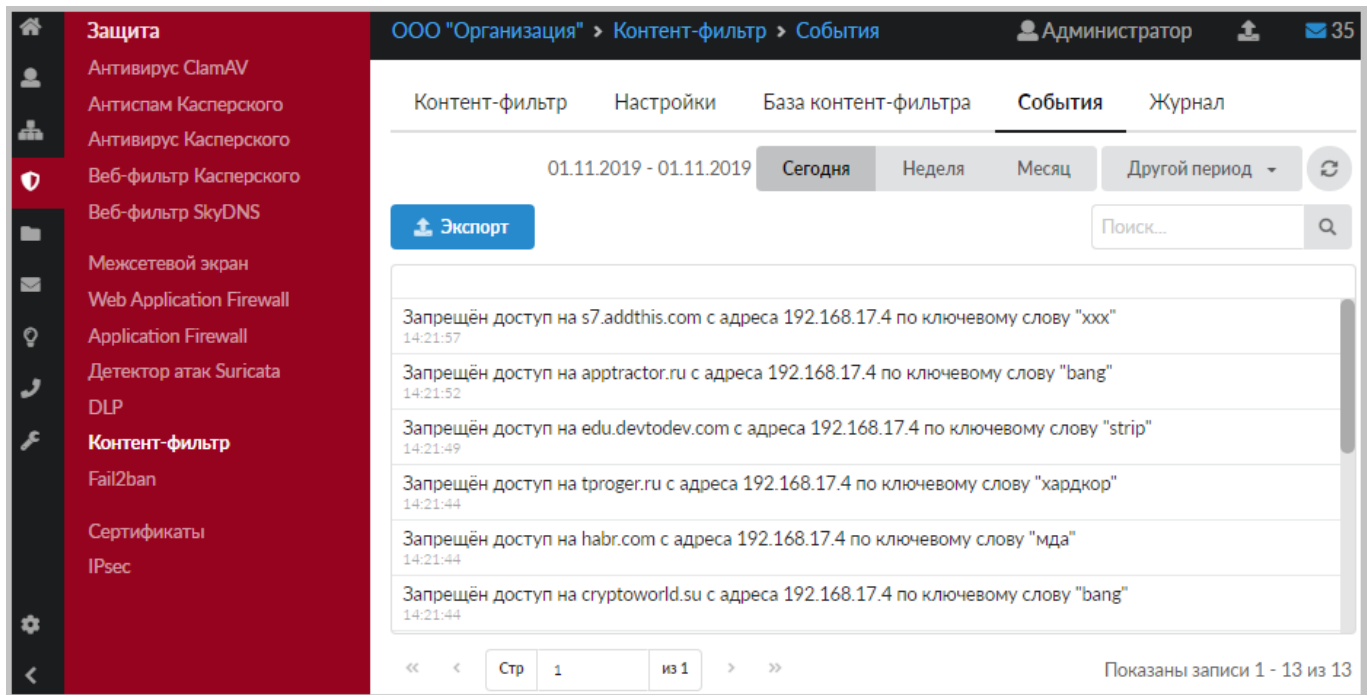 Защита
Антивирус ClamAV
Антиспам Касперского
Антивирус Касперского
Веб-фильтр Касперского
Веб-фильтр SkyDNS
Межсетевой экран
Web Application Firewall
Application Firewall
Детектор атак Suricata
DLP
Контент-фильтр
Fail2ban
Сертификаты
IPsec
ООО "Организация" > Контент-фильтр > События Администратор 35
Контент-фильтр Настройки База контент-фильтра События Журнал
01.11.2019 - 01.11.2019 Сегодня Неделя Месяц Другой период
Экспорт Поиск...
Запрещён доступ на s7.addthis.com с адреса 192.168.17.4 по ключевому слову "xxx"
14:21:57
Запрещён доступ на apptractor.ru с адреса 192.168.17.4 по ключевому слову "bang"
14:21:52
Запрещён доступ на edu.devtodev.com с адреса 192.168.17.4 по ключевому слову "strip"
14:21:49
Запрещён доступ на tproger.ru с адреса 192.168.17.4 по ключевому слову "хардкор"
14:21:44
Запрещён доступ на habr.com с адреса 192.168.17.4 по ключевому слову "мда"
14:21:44
Запрещён доступ на cryptoworld.su с адреса 192.168.17.4 по ключевому слову "bang"
14:21:44
« < Стр 1 из 1 > » Показаны записи 1 - 13 из 13